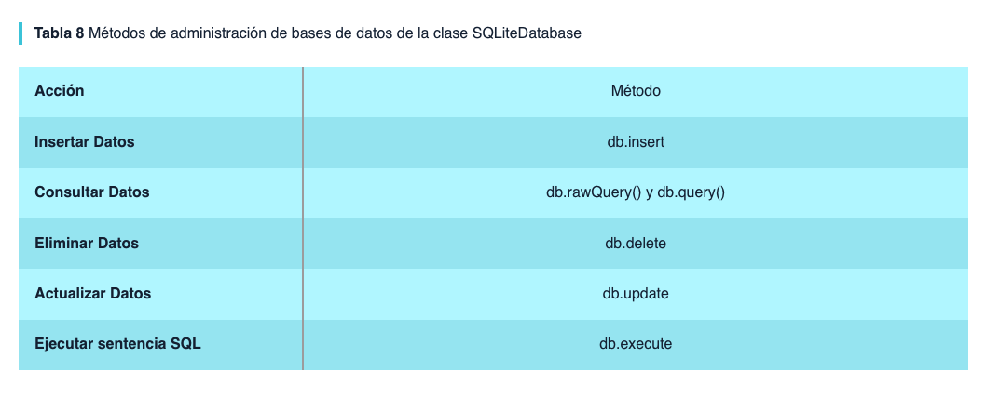 Tabla 8 Métodos de administración de bases de datos de la clase SQLiteDatabase
Acción Método
Insertar Datos db.insert
Consultar Datos db.rawQuery() y db.query()
Eliminar Datos db.delete
Actualizar Datos db.update
Ejecutar sentencia SQL db.execute